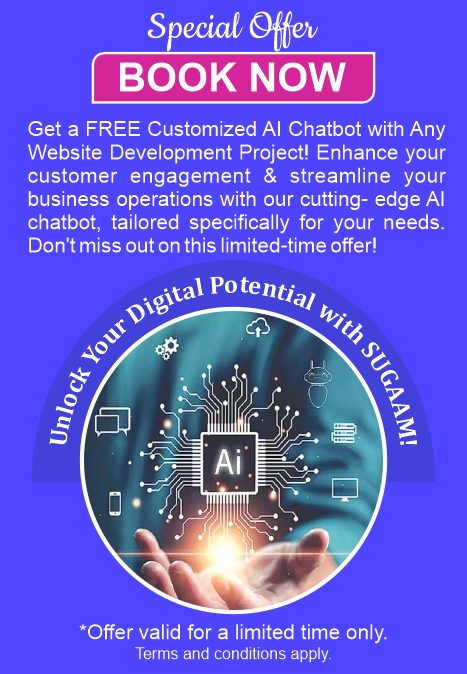 Special Offer
BOOK NOW
Get a FREE Customized AI Chatbot with Any
Website Development Project! Enhance your
customer engagement & streamline your
business operations with our cutting- edge AI
chatbot, tailored specifically for your needs.
Don't miss out on this limited-time offer!
Unlock Your Digital Potential with SUGAAM!
Ai
*Offer valid for a limited time only.
Terms and conditions apply.